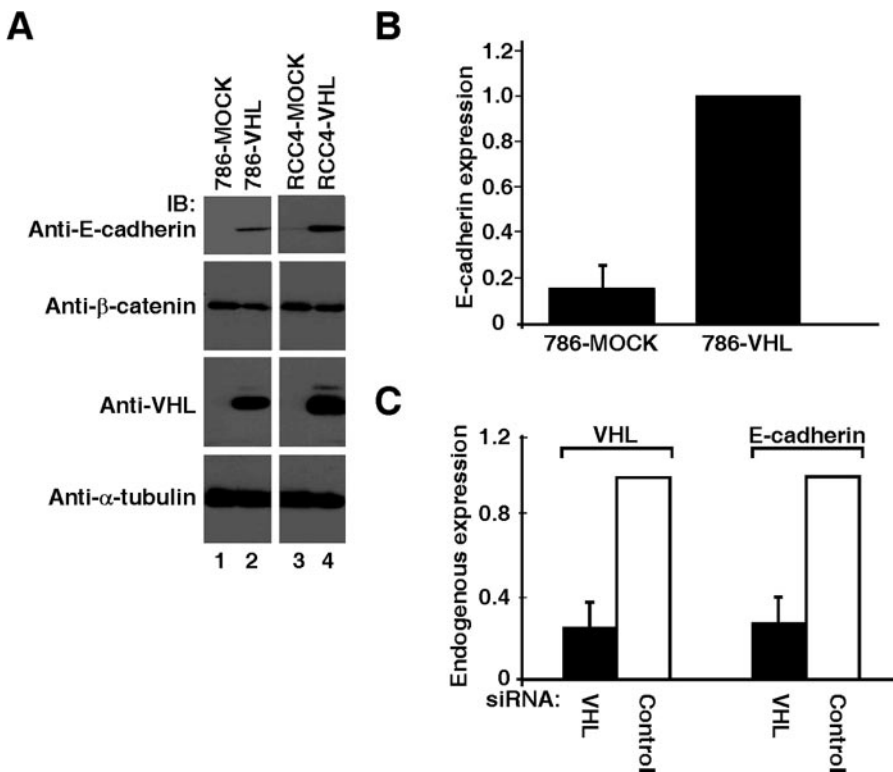 A
786-MOCK
786-VHL
RCC4-MOCK
RCC4-VHL
IB:
Anti-E-cadherin
Anti-β-catenin
Anti-VHL
Anti-α-tubulin
1 2 3 4
B
E-cadherin expression
1.2
1.0
0.8
0.6
0.4
0.2
0
786-MOCK 786-VHL
C
Endogenous expression
1.2
0.8
0.4
0
VHL E-cadherin
siRNA:
VHL
Control
VHL
Control